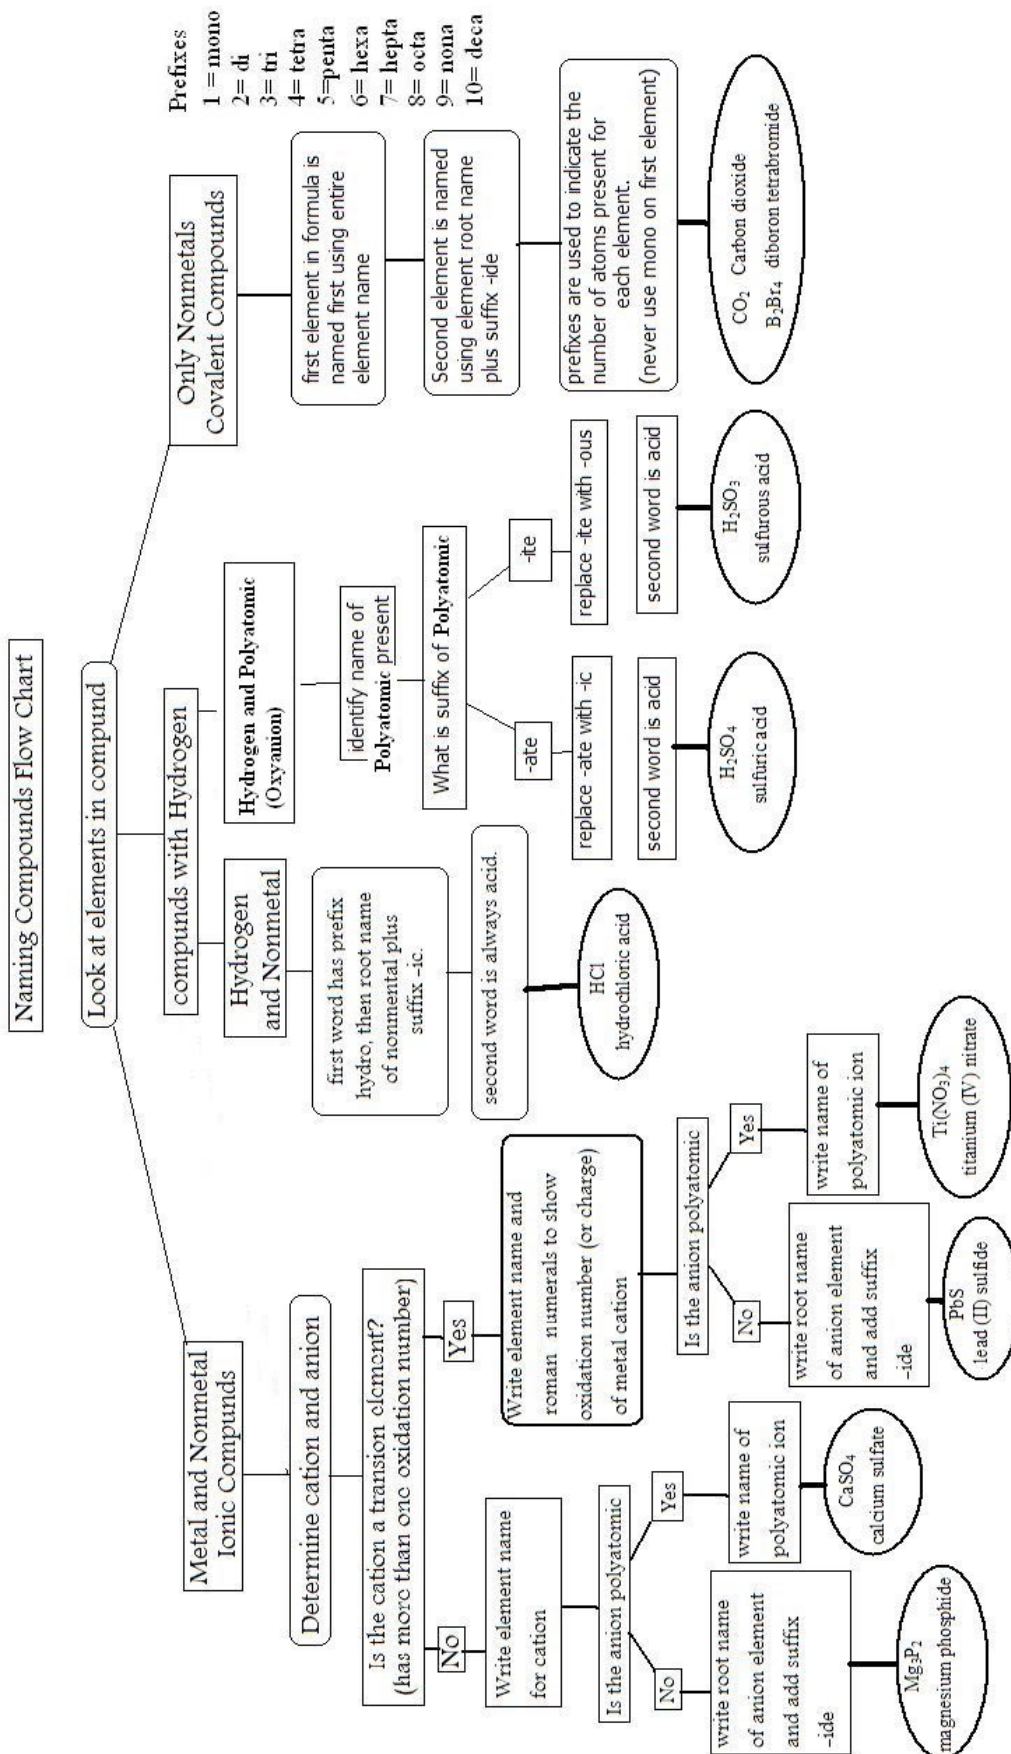 Naming Compounds Flow Chart
Look at elements in compound
Metal and Nonmetal
Ionic Compounds
Determine cation and anion
Is the cation a transion element?
(has more than one oxidation number)
No
Write element name
for cation
Is the anion polyatomic
No
write root name
of anion element
and add suffix
-ide
Mg₃P₂
magnesium phosphide
Yes
write name of
polyatomic ion
CaSO₄
calcium sulfate
Yes
Write element name and
roman numerals to show
oxidation number (or charge)
of metal cation
Is the anion polyatomic
No
write root name
of anion element
and add suffix
-ide
PbS
lead (II) sulfide
Yes
write name of
polyatomic ion
Ti(NO₃)₄
titanium (IV) nitrate
compounds with Hydrogen
Hydrogen
and Nonmetal
first word has prefix
hydro, then root name
of nonmental plus
suffix -ic.
second word is always acid.
HCl
hydrochloric acid
Hydrogen and Polyatomic
(Oxyanion)
identify name of
Polyatomic present
What is suffix of Polyatomic
-ate
replace -ate with -ic
second word is acid
H₂SO₄
sulfuric acid
-ite
replace -ite with -ous
second word is acid
H₂SO₃
sulfurous acid
Only Nonmetals
Covalent Compounds
first element in formula is
named first using entire
element name
Second element is named
using element root name
plus suffix -ide
prefixes are used to indicate the
number of atoms present for
each element.
(never use mono on first element)
CO₂ Carbon dioxide
B₂Br₄ diboron tetrabromide
Prefixes
1 = mono
2= di
3= tri
4= tetra
5=penta
6= hexa
7= hepta
8= octa
9= nona
10= deca